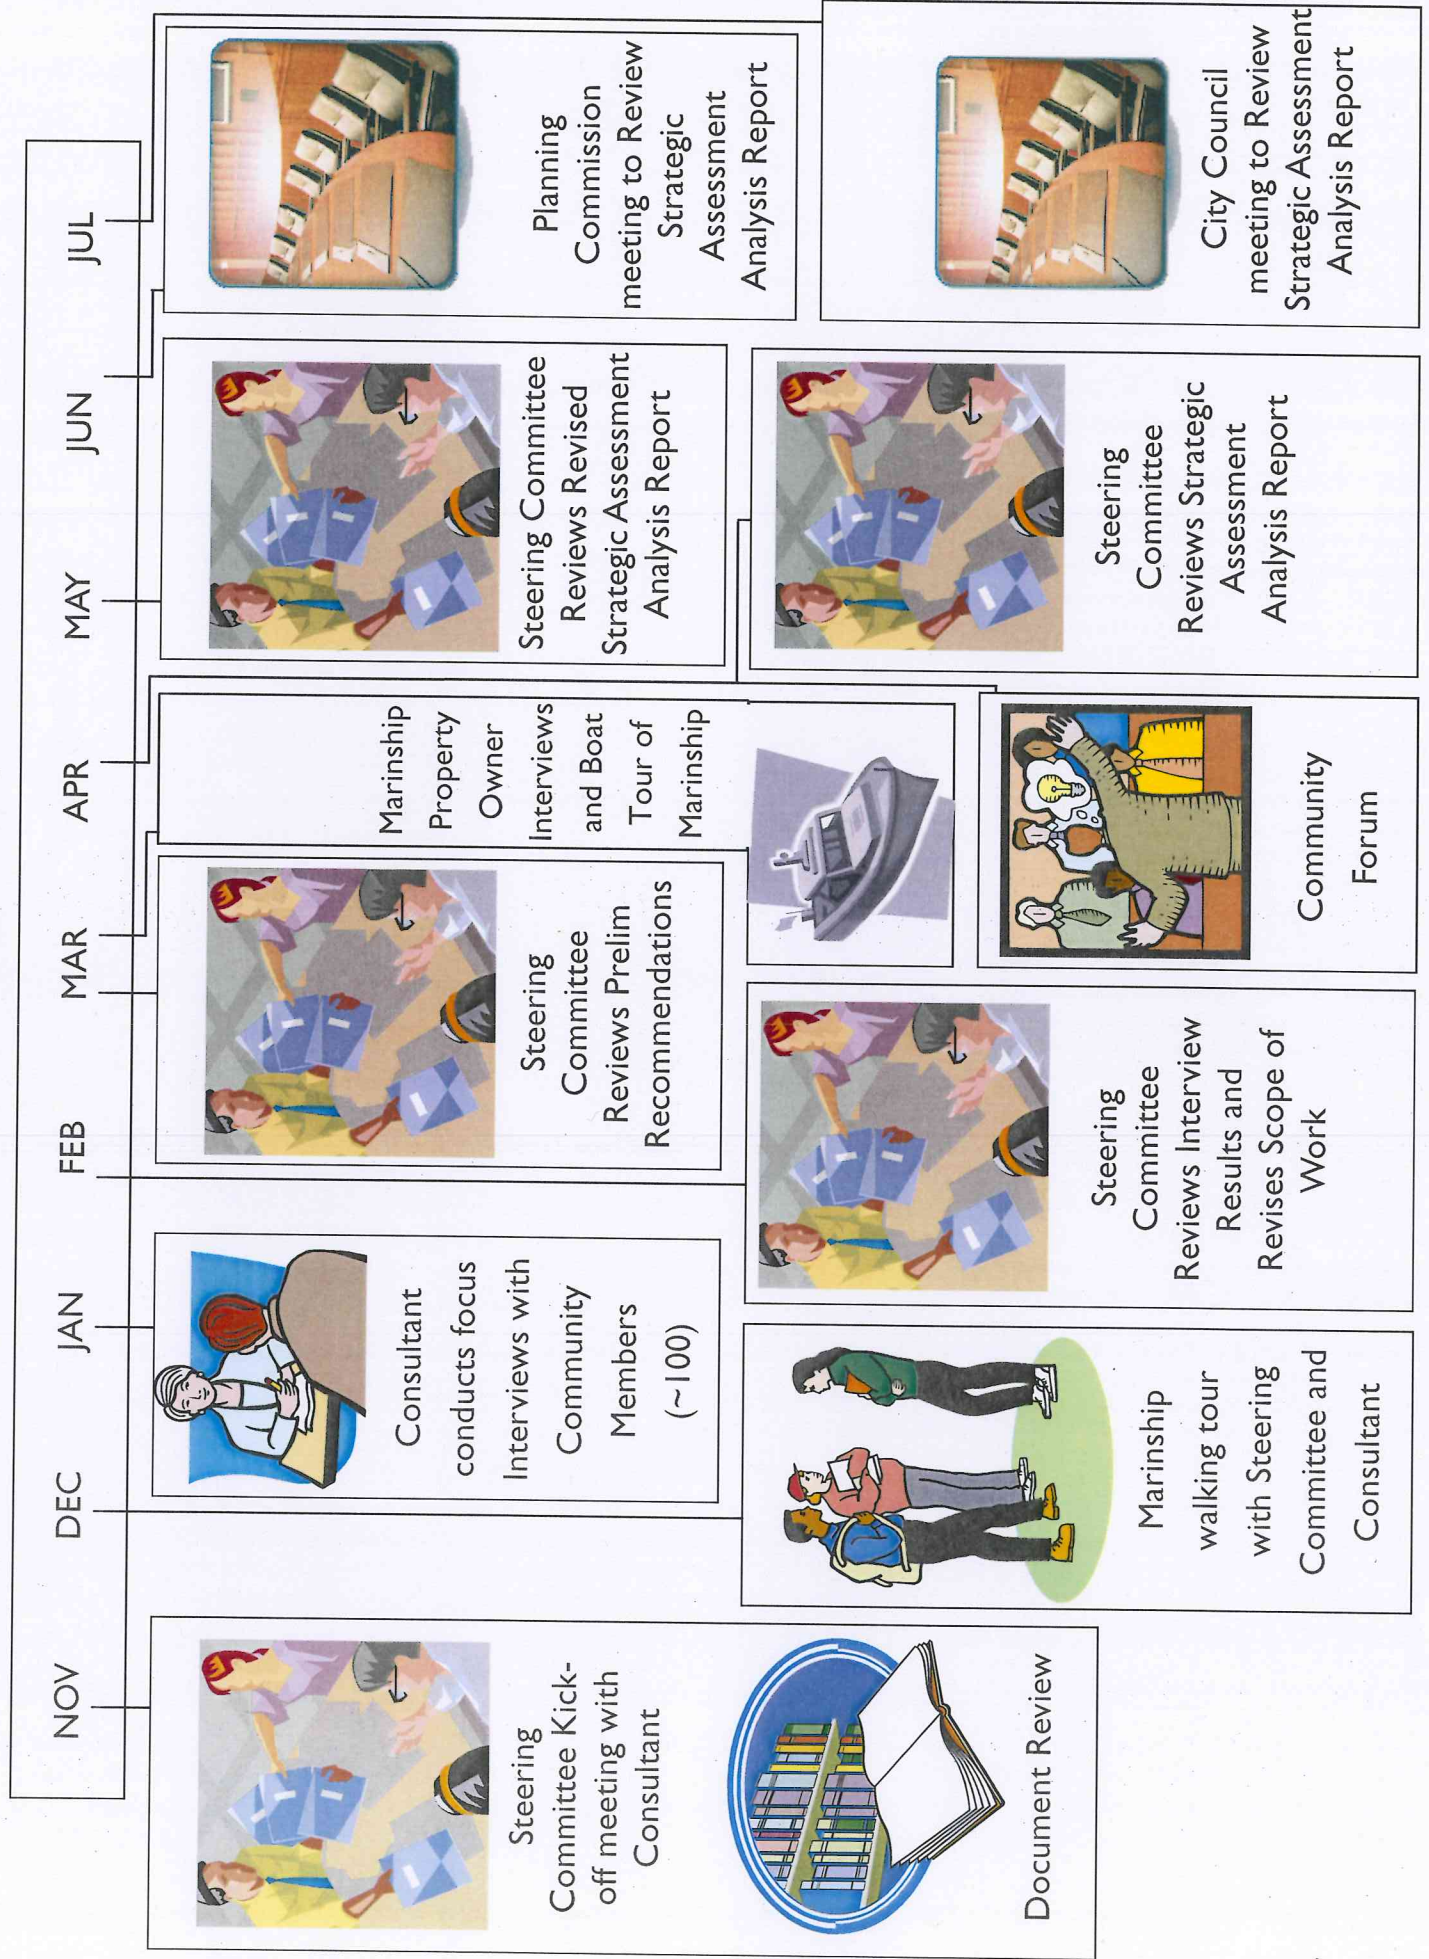 NOV
DEC
JAN
FEB
MAR
APR
MAY
JUN
JUL
Steering
Committee Kick-
off meeting with
Consultant
Document Review
Consultant
conducts focus
Interviews with
Community
Members
(~100)
Marinship
walking tour
with Steering
Committee and
Consultant
Steering
Committee
Reviews Prelim
Recommendations
Steering
Committee
Reviews Interview
Results and
Revises Scope of
Work
Marinship
Property
Owner
Interviews
and Boat
Tour of
Marinship
Community
Forum
Steering Committee
Reviews Revised
Strategic Assessment
Analysis Report
Steering
Committee
Reviews Strategic
Assessment
Analysis Report
Planning
Commission
meeting to Review
Strategic
Assessment
Analysis Report
City Council
meeting to Review
Strategic Assessment
Analysis Report